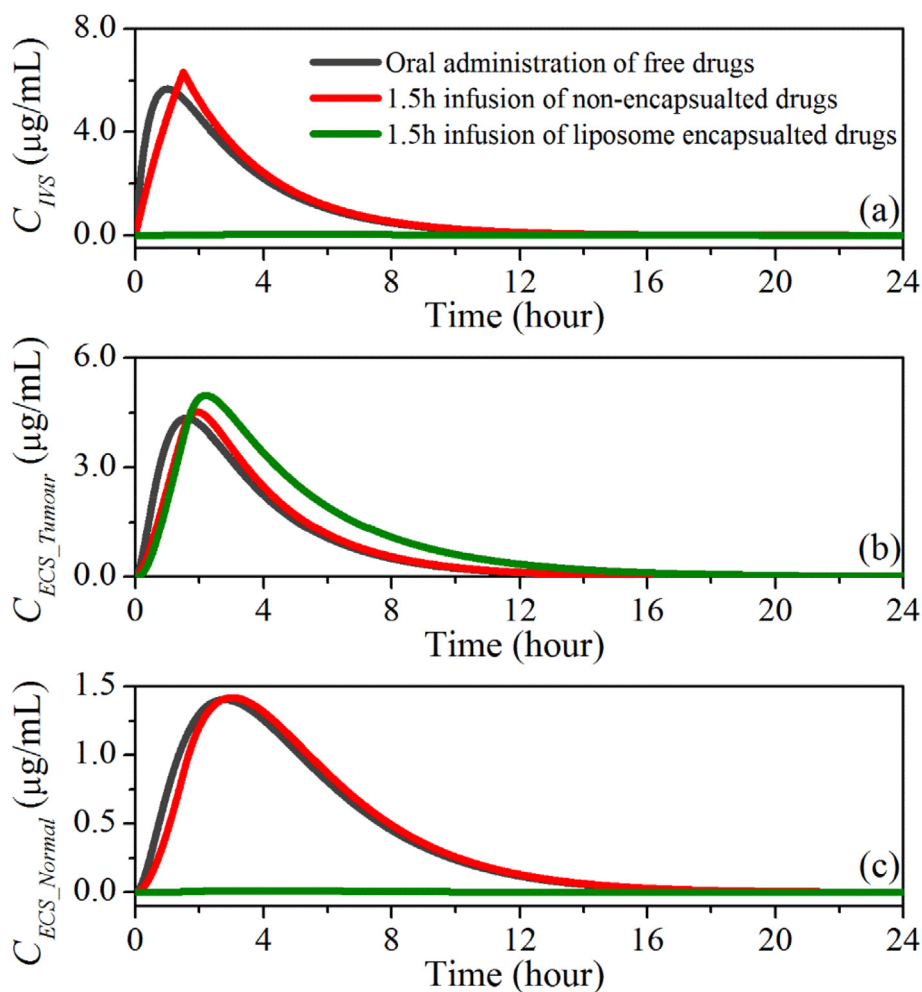 8.0
4.0
0.0
C_IVS (μg/mL)
Oral administration of free drugs
1.5h infusion of non-encapsualted drugs
1.5h infusion of liposome encapsualted drugs
(a)
0 4 8 12 16 20 24
Time (hour)
6.0
3.0
0.0
C_ECS_Tumour (μg/mL)
(b)
0 4 8 12 16 20 24
Time (hour)
1.5
1.0
0.5
0.0
C_ECS_Normal (μg/mL)
(c)
0 4 8 12 16 20 24
Time (hour)